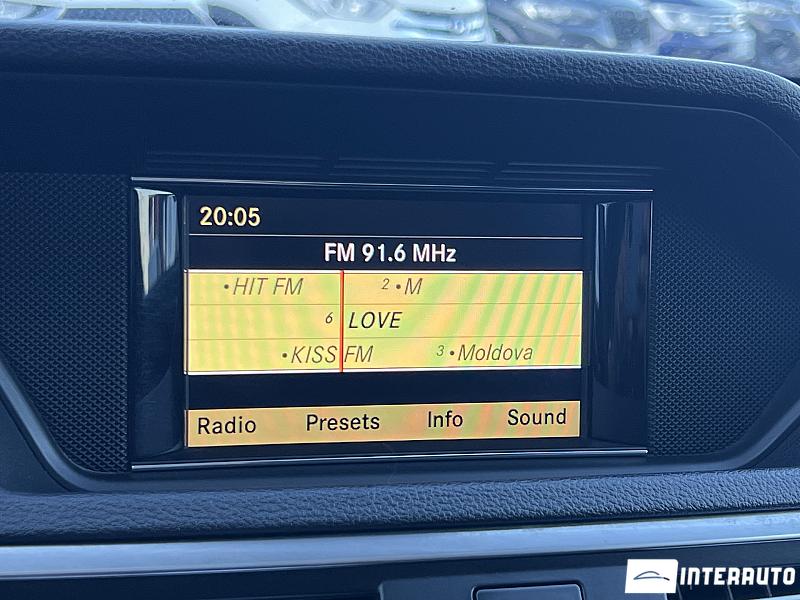 20:05
FM 91.6 MHz
•HIT FM 2•M
6 LOVE
•KISS FM 3•Moldova
Radio Presets Info Sound
INTERAUTO